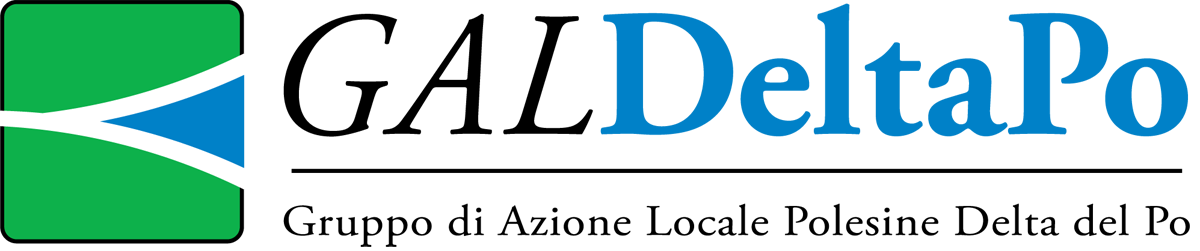 GALDeltaPo
Gruppo di Azione Locale Polesine Delta del Po